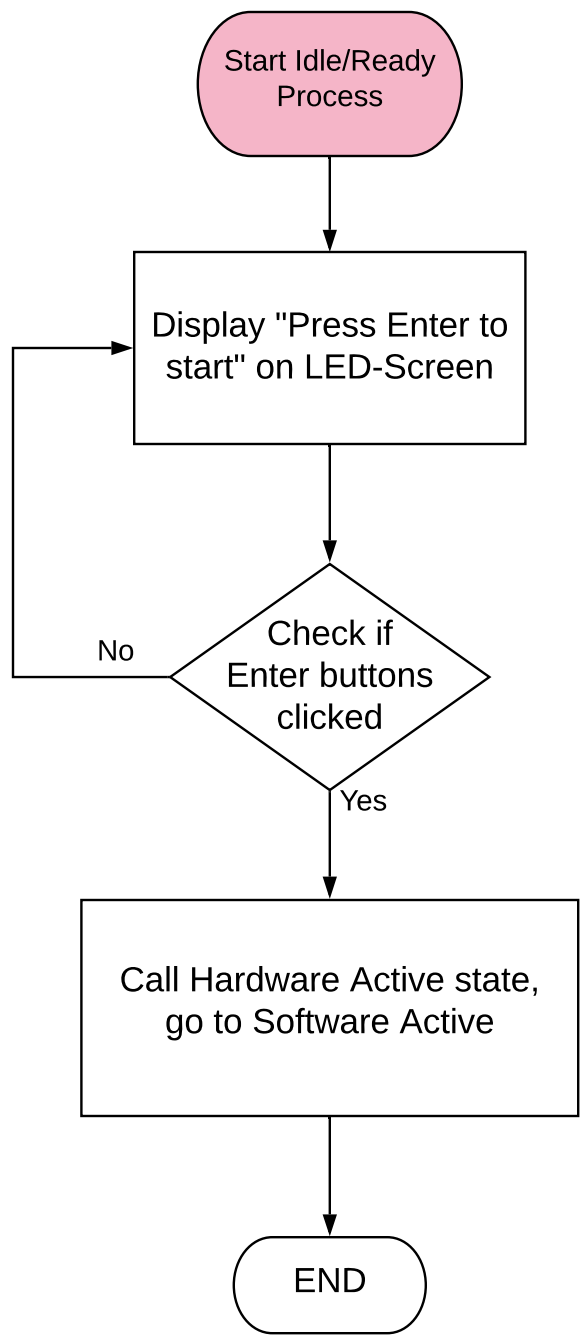 Start Idle/Ready
Process
Display "Press Enter to
start" on LED-Screen
Check if
Enter buttons
clicked
No
Yes
Call Hardware Active state,
go to Software Active
END